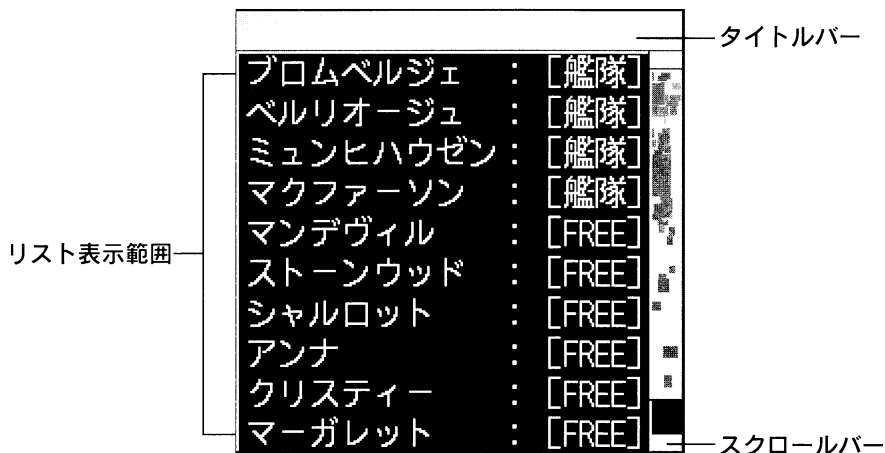 タイトルバー
ブロムベルジェ : [艦隊]
ベルリオージュ : [艦隊]
ミュンヒハウゼン : [艦隊]
マクファーソン : [艦隊]
マンデヴィル : [FREE]
リスト表示範囲
ストーンウッド : [FREE]
シャルロット : [FREE]
アンナ : [FREE]
クリスティー : [FREE]
マーガレット : [FREE]
スクロールバー